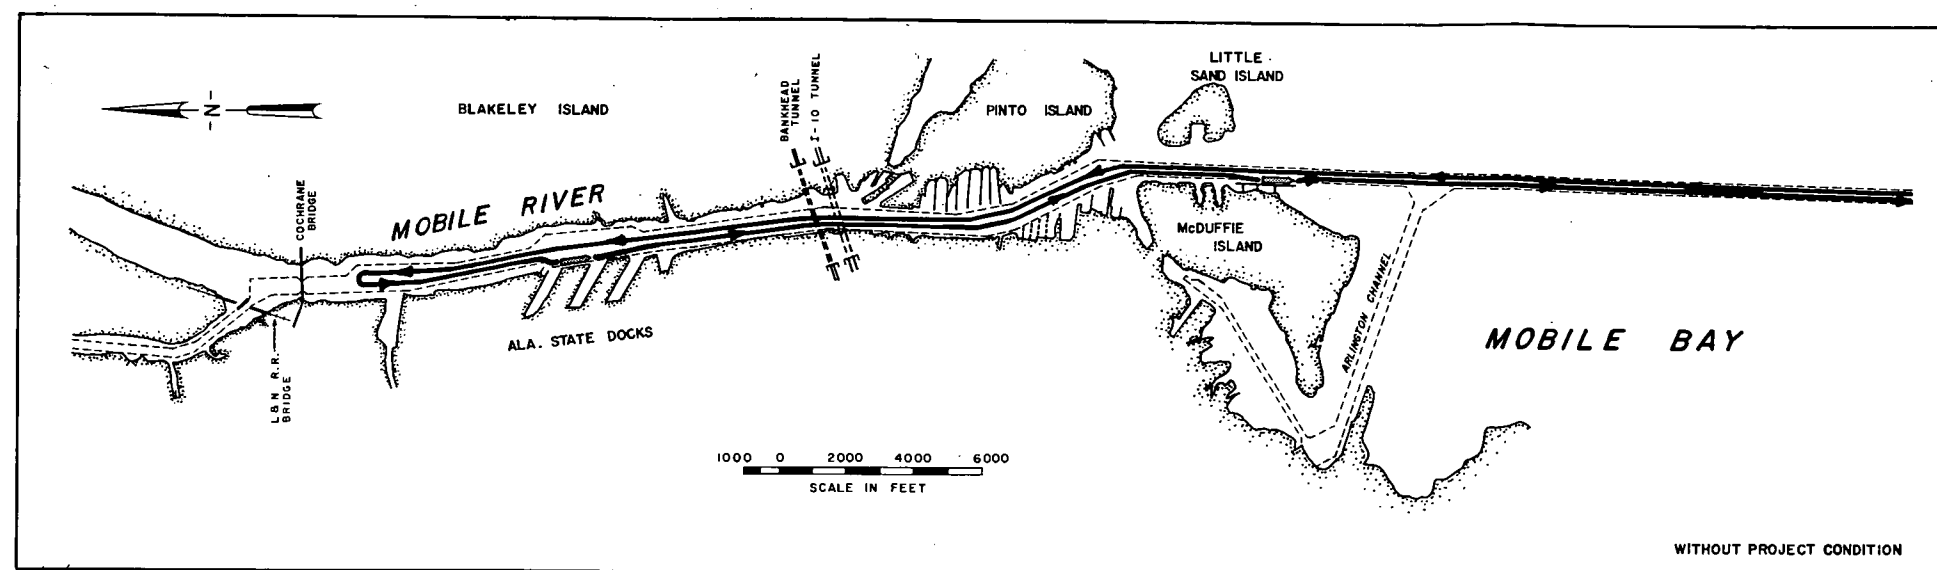 LITTLE
SAND ISLAND
-N-
BLAKELEY ISLAND
BANKHEAD
TUNNEL
I-10 TUNNEL
PINTO ISLAND
COCHRANE
BRIDGE
MOBILE RIVER
McDUFFIE
ISLAND
ARLINGTON CHANNEL
MOBILE BAY
ALA. STATE DOCKS
L&N R.R.
BRIDGE
1000 0 2000 4000 6000
SCALE IN FEET
WITHOUT PROJECT CONDITION